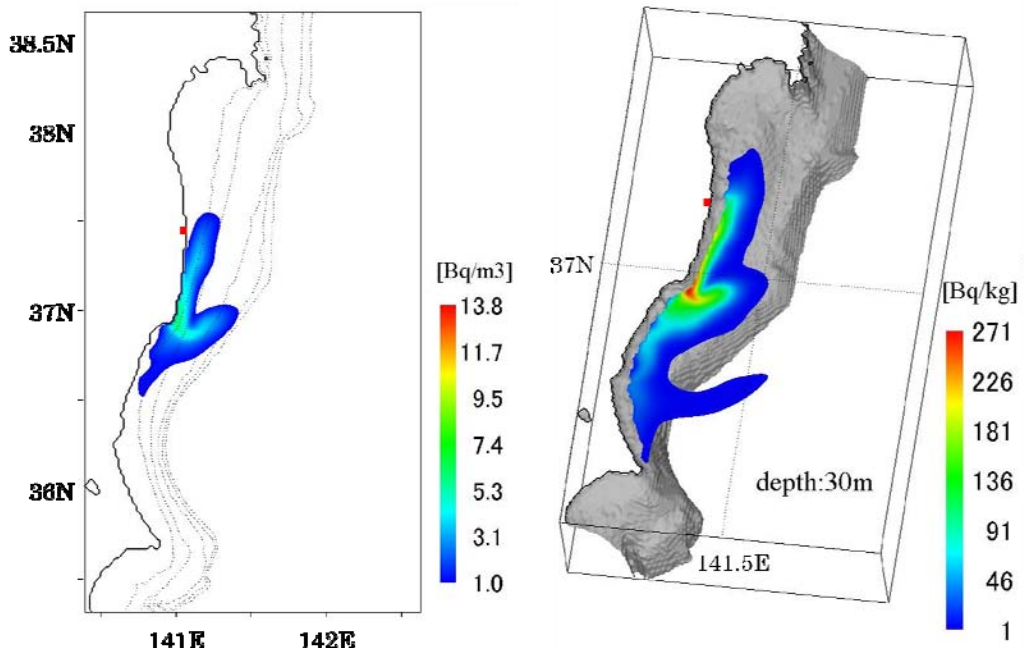 38.5N
38N
37N
36N
141E
142E
[Bq/m3]
13.8
11.7
9.5
7.4
5.3
3.1
1.0
37N
141.5E
depth:30m
[Bq/kg]
271
226
181
136
91
46
1